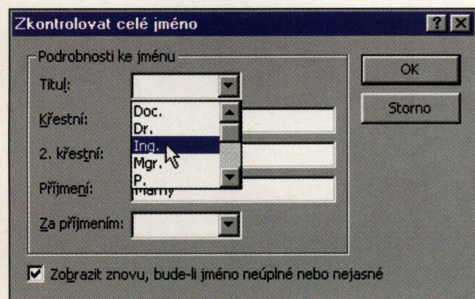 Zkontrolovat celé jméno
Podrobnosti ke jménu
OK
Titul:
Storno
Doc.
Křestní:
Dr.
Ing.
2. křestní:
Mgr.
Příjmení:
P.
Marný
Za příjmením:
Zobrazit znovu, bude-li jméno neúplné nebo nejasné